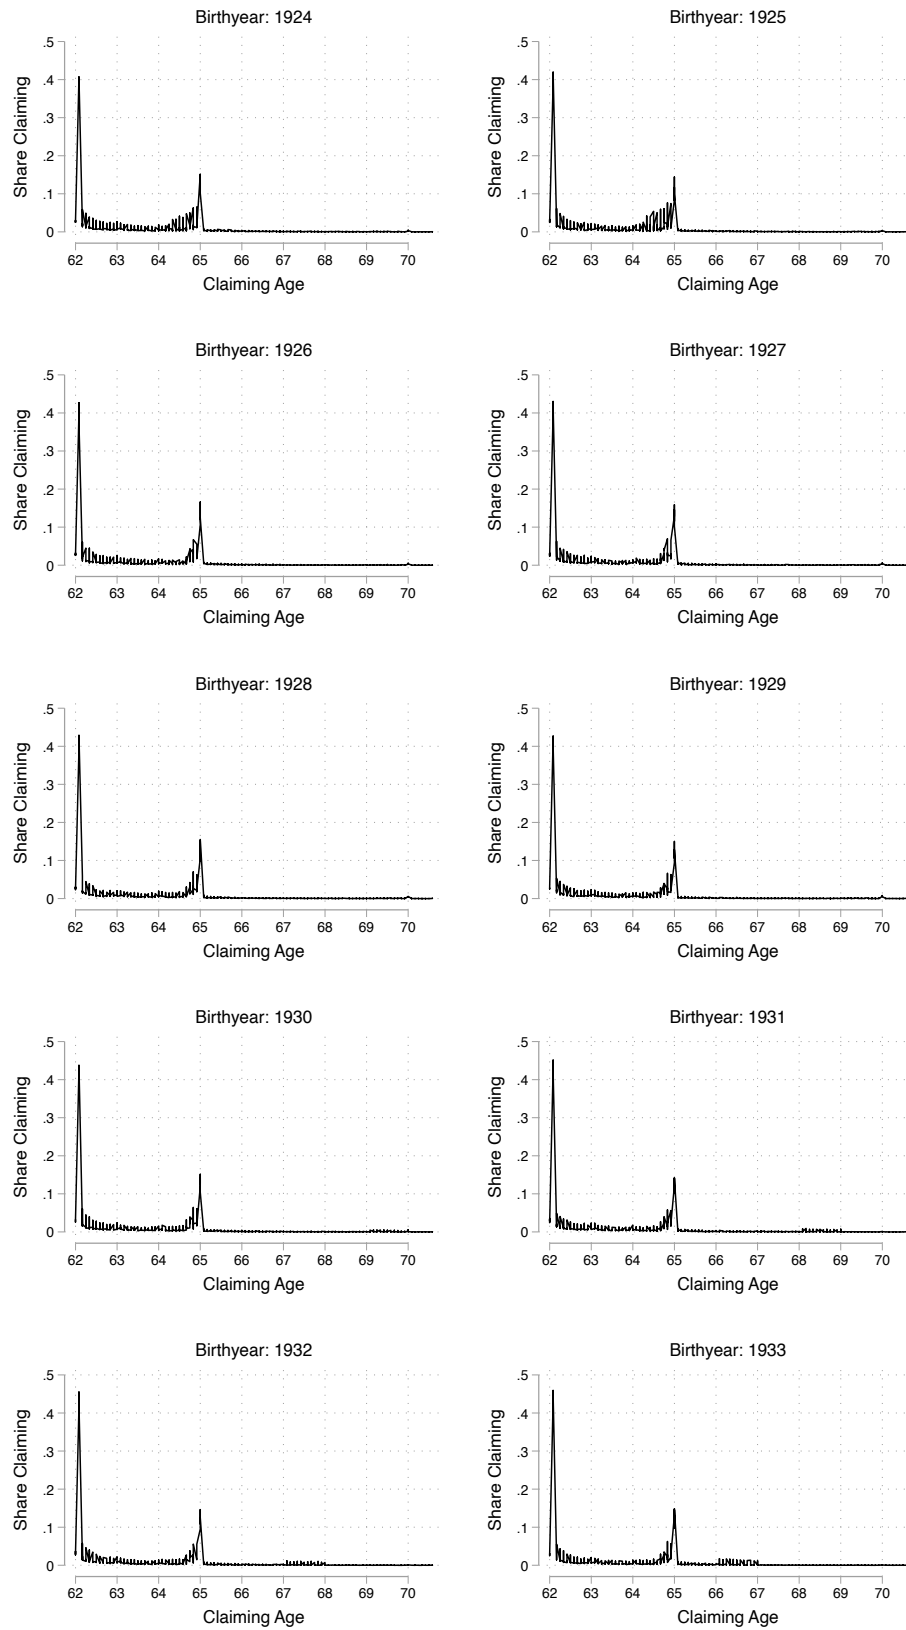 Birthyear: 1924
Share Claiming
.5
.4
.3
.2
.1
0
62 63 64 65 66 67 68 69 70
Claiming Age
Birthyear: 1925
Share Claiming
.5
.4
.3
.2
.1
0
62 63 64 65 66 67 68 69 70
Claiming Age
Birthyear: 1926
Share Claiming
.5
.4
.3
.2
.1
0
62 63 64 65 66 67 68 69 70
Claiming Age
Birthyear: 1927
Share Claiming
.5
.4
.3
.2
.1
0
62 63 64 65 66 67 68 69 70
Claiming Age
Birthyear: 1928
Share Claiming
.5
.4
.3
.2
.1
0
62 63 64 65 66 67 68 69 70
Claiming Age
Birthyear: 1929
Share Claiming
.5
.4
.3
.2
.1
0
62 63 64 65 66 67 68 69 70
Claiming Age
Birthyear: 1930
Share Claiming
.5
.4
.3
.2
.1
0
62 63 64 65 66 67 68 69 70
Claiming Age
Birthyear: 1931
Share Claiming
.5
.4
.3
.2
.1
0
62 63 64 65 66 67 68 69 70
Claiming Age
Birthyear: 1932
Share Claiming
.5
.4
.3
.2
.1
0
62 63 64 65 66 67 68 69 70
Claiming Age
Birthyear: 1933
Share Claiming
.5
.4
.3
.2
.1
0
62 63 64 65 66 67 68 69 70
Claiming Age